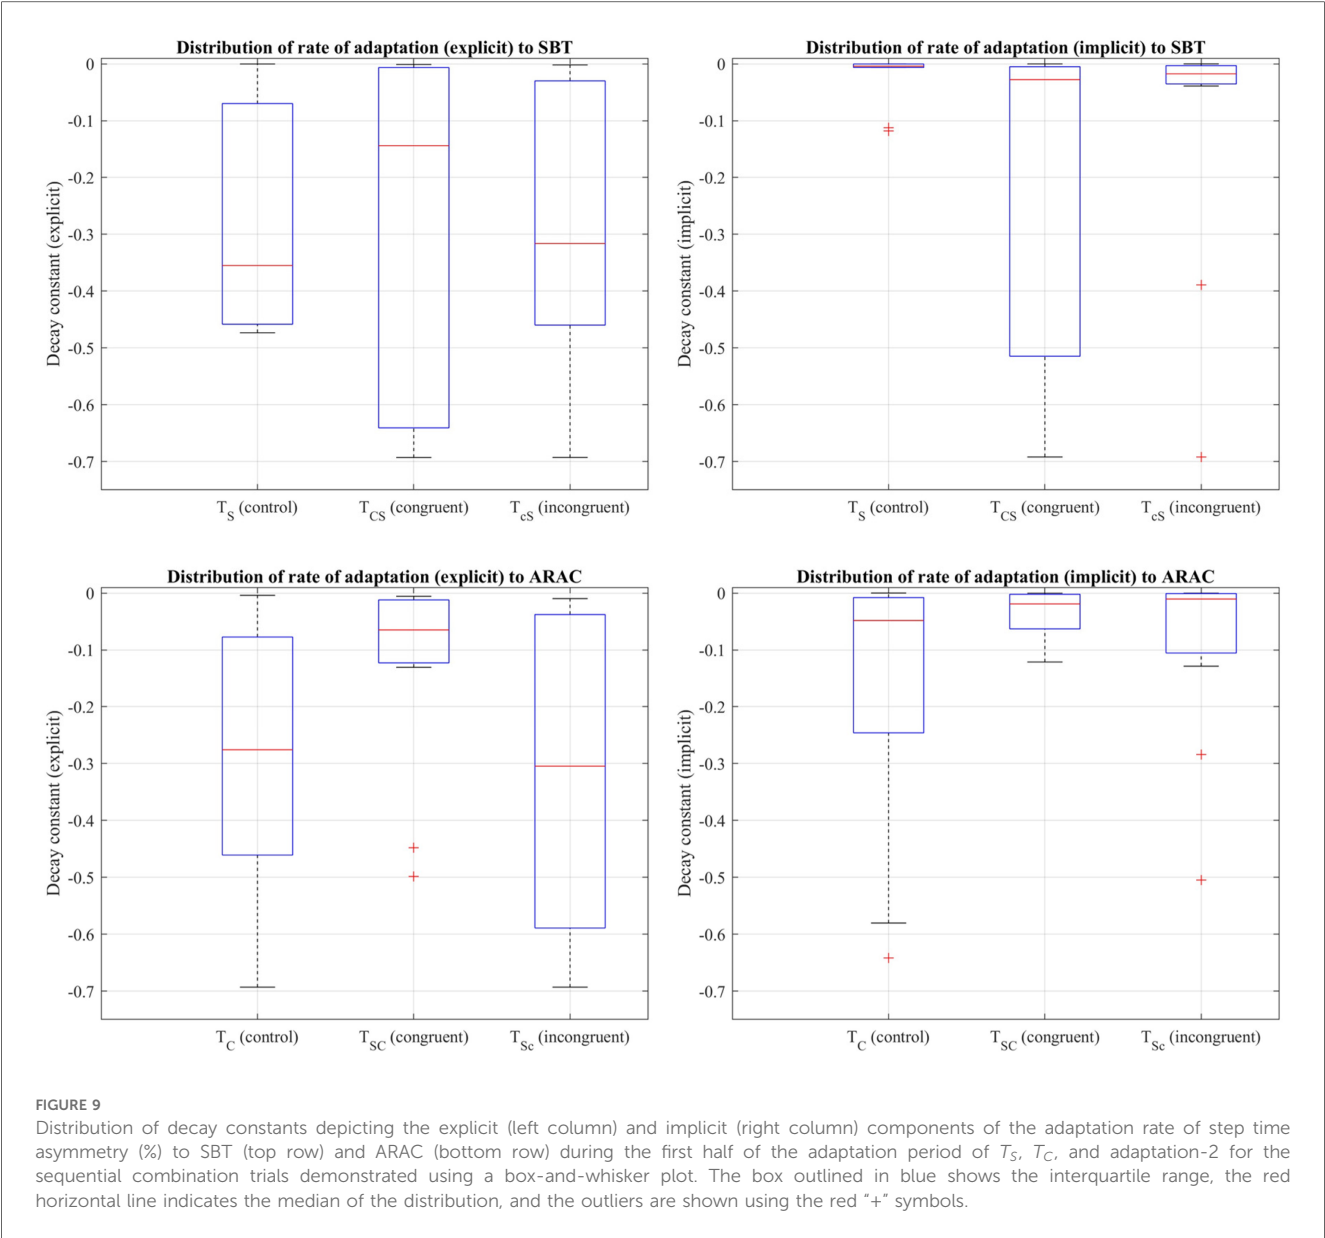 Distribution of rate of adaptation (explicit) to SBT
Decay constant (explicit)
0
-0.1
-0.2
-0.3
-0.4
-0.5
-0.6
-0.7
T_S (control) T_CS (congruent) T_cS (incongruent)
Distribution of rate of adaptation (implicit) to SBT
Decay constant (implicit)
0
-0.1
-0.2
-0.3
-0.4
-0.5
-0.6
-0.7
T_S (control) T_CS (congruent) T_cS (incongruent)
Distribution of rate of adaptation (explicit) to ARAC
Decay constant (explicit)
0
-0.1
-0.2
-0.3
-0.4
-0.5
-0.6
-0.7
T_C (control) T_SC (congruent) T_Sc (incongruent)
Distribution of rate of adaptation (implicit) to ARAC
Decay constant (implicit)
0
-0.1
-0.2
-0.3
-0.4
-0.5
-0.6
-0.7
T_C (control) T_SC (congruent) T_Sc (incongruent)
FIGURE 9
Distribution of decay constants depicting the explicit (left column) and implicit (right column) components of the adaptation rate of step time
asymmetry (%) to SBT (top row) and ARAC (bottom row) during the first half of the adaptation period of T_S, T_C, and adaptation-2 for the
sequential combination trials demonstrated using a box-and-whisker plot. The box outlined in blue shows the interquartile range, the red
horizontal line indicates the median of the distribution, and the outliers are shown using the red "+" symbols.